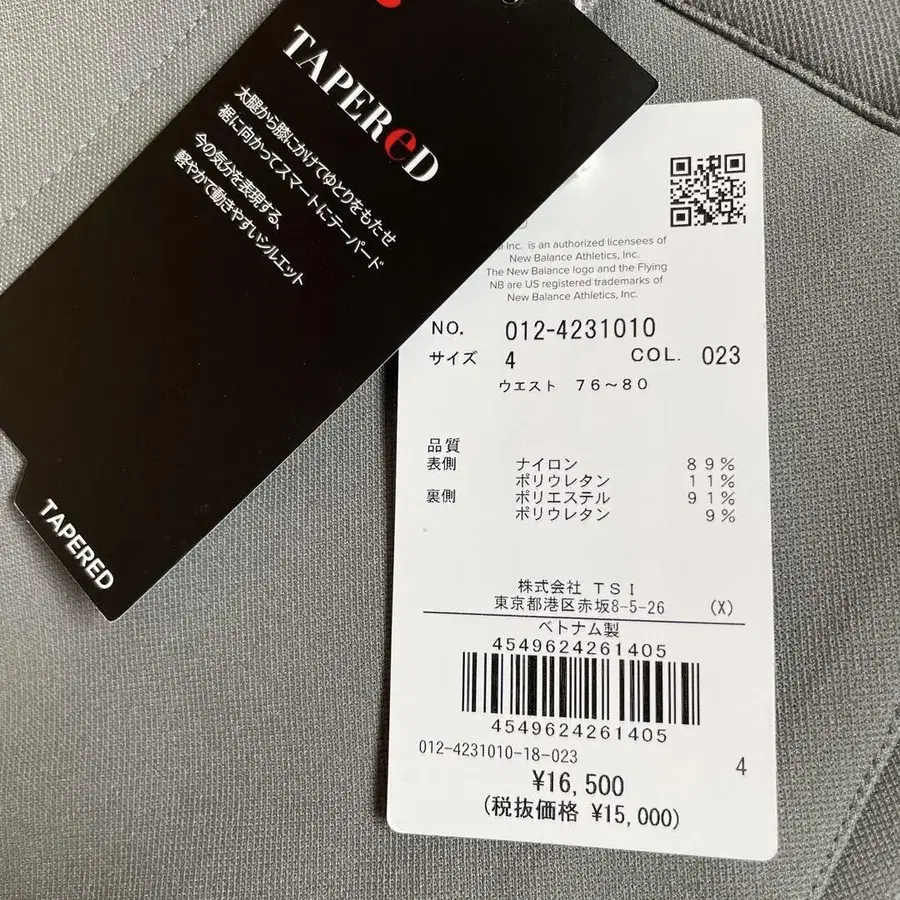 TAPEReD
太腿から膝にかけてゆとりをもたせ
裾に向かってスマートにテーパード
今の気分を表現する、
軽やかで動きやすいシルエット
TAPERED
Inc. is an authorized licensees of
New Balance Athletics, Inc.
The New Balance logo and the Flying
NB are US registered trademarks of
New Balance Athletics, Inc.
NO. 012-4231010
サイズ 4 COL. 023
ウエスト 76～80
品質
表側 ナイロン 89%
ポリウレタン 11%
裏側 ポリエステル 91%
ポリウレタン 9%
株式会社 TSI
東京都港区赤坂8-5-26 (X)
ベトナム製
4549624261405
4549624261405
012-4231010-18-023 4
¥16,500
(税抜価格 ¥15,000)